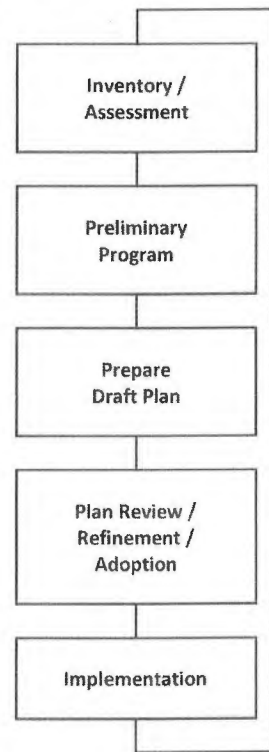 Inventory /
Assessment
Preliminary
Program
Prepare
Draft Plan
Plan Review /
Refinement /
Adoption
Implementation